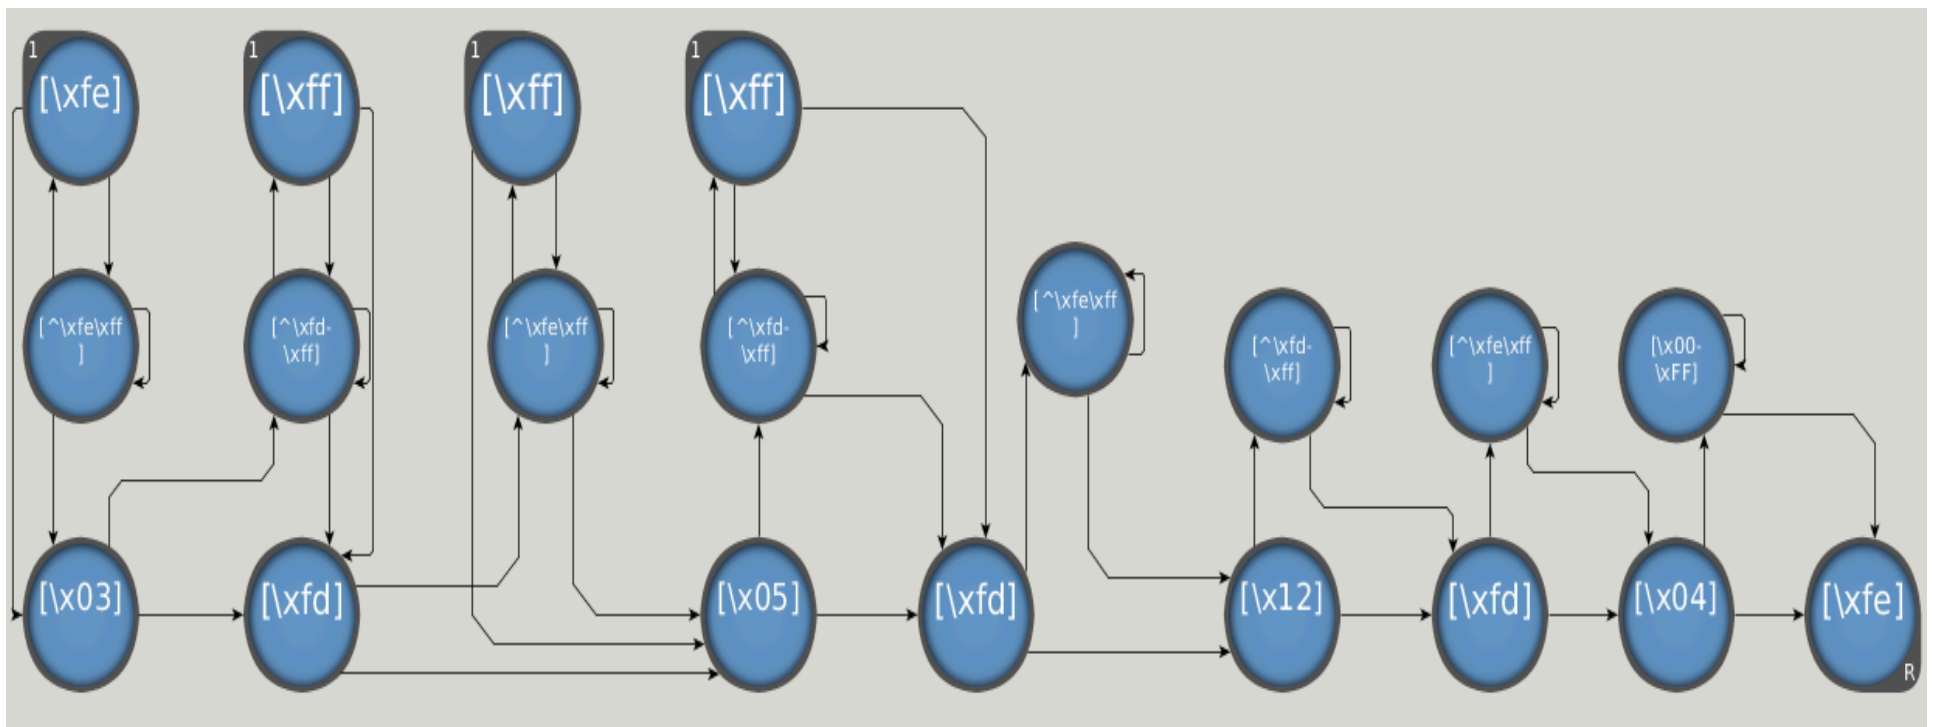 1
[\xfe]
1
[\xff]
1
[\xff]
1
[\xff]
[^\xfe\xff
]
[^\xfd-
\xff]
[^\xfe\xff
]
[^\xfd-
\xff]
[^\xfe\xff
]
[^\xfd-
\xff]
[^\xfe\xff
]
[\x00-
\xFF]
[\x03]
[\xfd]
[\x05]
[\xfd]
[\x12]
[\xfd]
[\x04]
[\xfe]
R